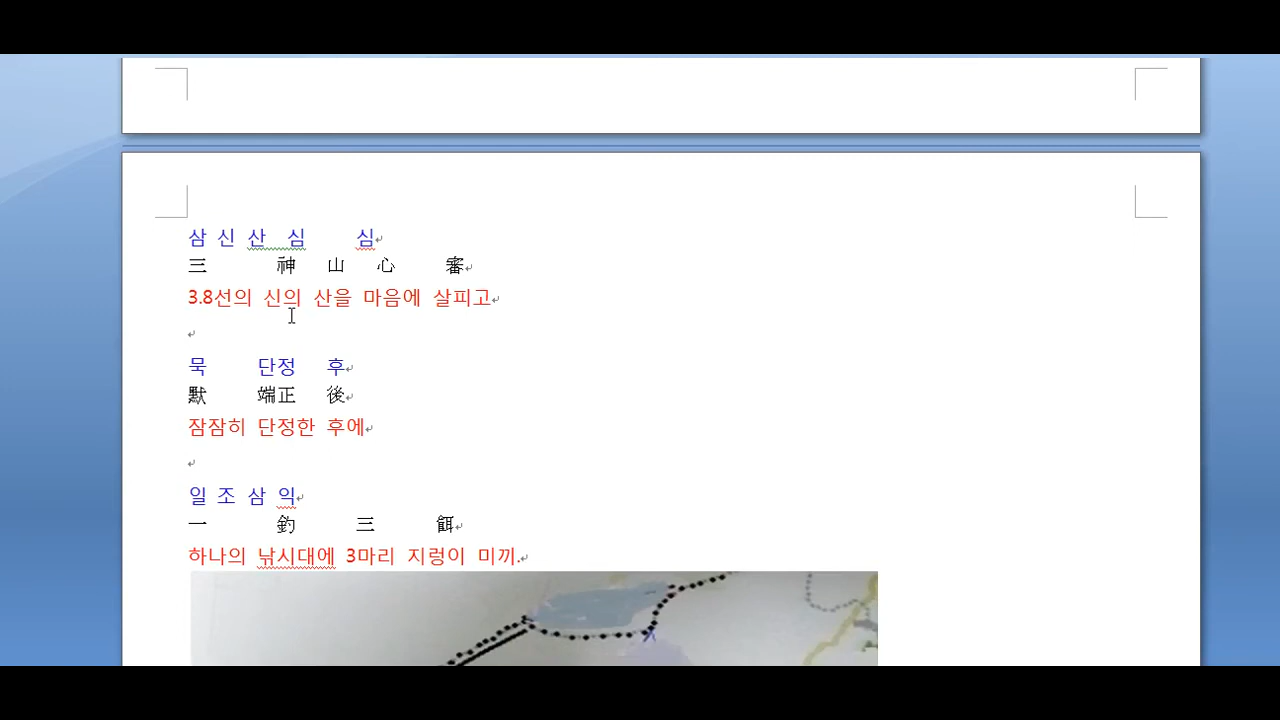 삼 신 산 심 심
三 神 山 心 審
3.8선의 신의 산을 마음에 살피고
묵 단정 후
默 端正 後
잠잠히 단정한 후에
일 조 삼 익
一 釣 三 餌
하나의 낚시대에 3마리 지렁이 미끼.